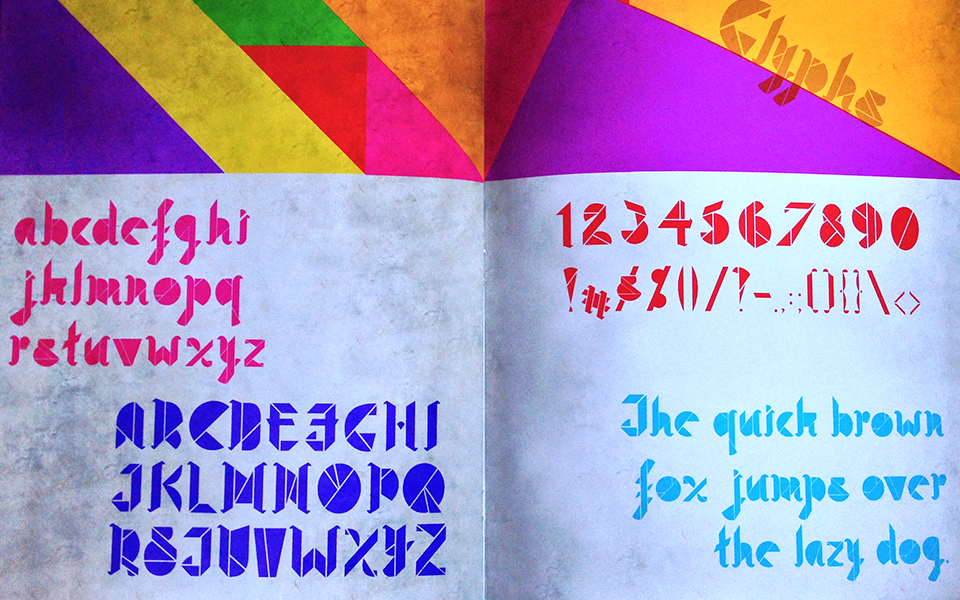 Glyphs
abcdefghi
jklmnopq
rstuvwxyz
ABCDEFGHI
JKLMNOPQ
RSTUVWXYZ
1234567890
!#$%()/?-.,:;[]{}\<>
The quick brown
fox jumps over
the lazy dog.